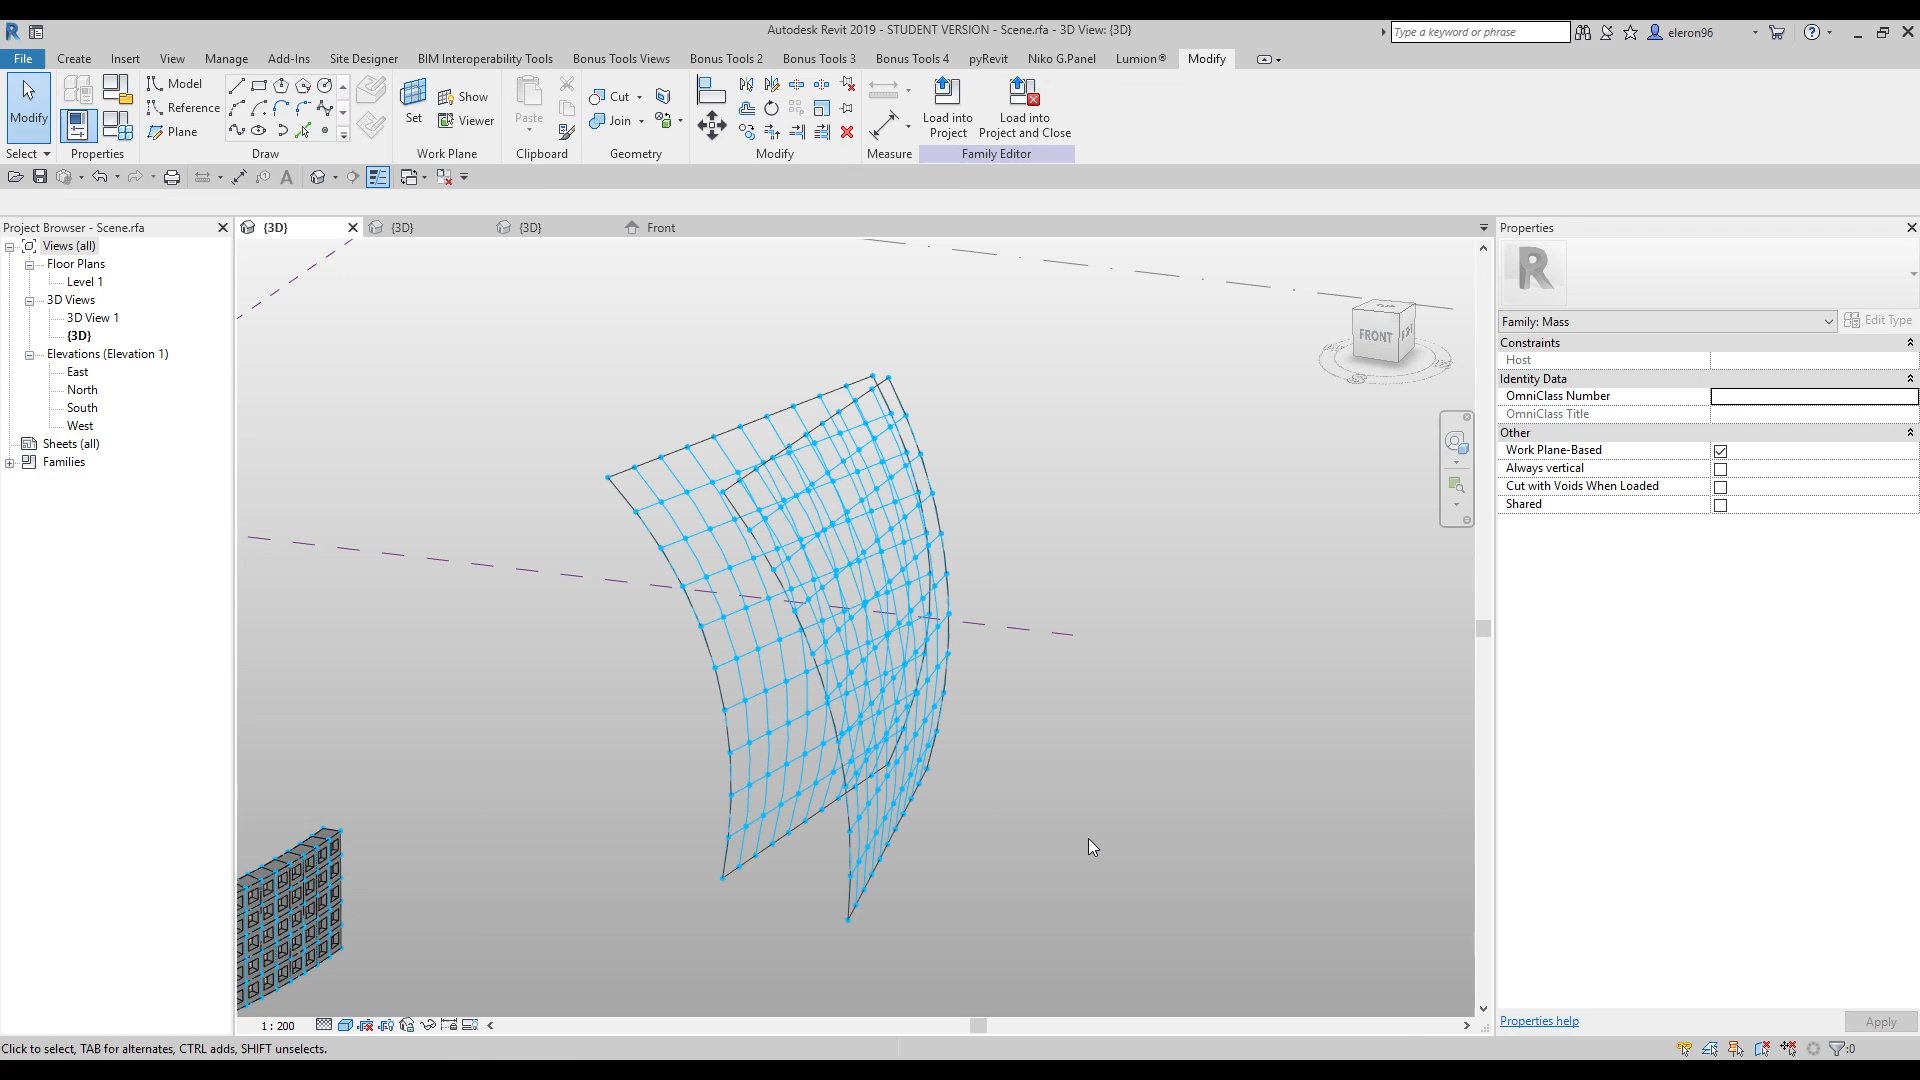 Autodesk Revit 2019 - STUDENT VERSION - Scene.rfa - 3D View: {3D}
Type a keyword or phrase
eleron96
File Create Insert View Manage Add-Ins Site Designer BIM Interoperability Tools Bonus Tools Views Bonus Tools 2 Bonus Tools 3 Bonus Tools 4 pyRevit Niko G.Panel Lumion® Modify
Model Show Cut
Reference Viewer Join
Plane
Modify Set Paste Load into Project Load into Project and Close
Select Properties Draw Work Plane Clipboard Geometry Modify Measure Family Editor
Project Browser - Scene.rfa
{3D} {3D} {3D} Front
Properties
Views (all)
Floor Plans
Level 1
3D Views
3D View 1
{3D}
Elevations (Elevation 1)
East
North
South
West
Sheets (all)
Families
FRONT
Family: Mass
Edit Type
Constraints
Host
Identity Data
OmniClass Number
OmniClass Title
Other
Work Plane-Based
Always vertical
Cut with Voids When Loaded
Shared
Properties help
Apply
1 : 200
Click to select, TAB for alternates, CTRL adds, SHIFT unselects.
:0